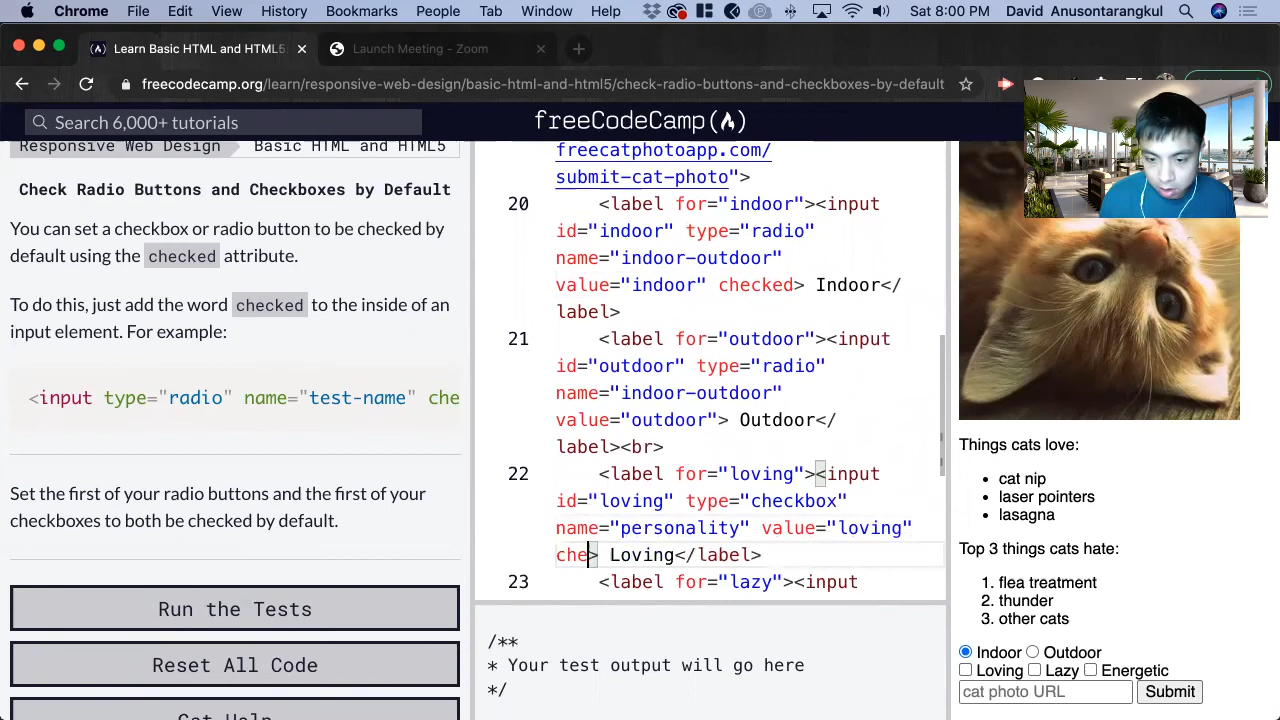 Chrome File Edit View History Bookmarks People Tab Window Help Sat 8:00 PM David Anusontarangkul
Learn Basic HTML and HTML5: Launch Meeting - Zoom
freecodecamp.org/learn/responsive-web-design/basic-html-and-html5/check-radio-buttons-and-checkboxes-by-default
Search 6,000+ tutorials
freeCodeCamp
Responsive Web Design Basic HTML and HTML5
Check Radio Buttons and Checkboxes by Default
You can set a checkbox or radio button to be checked by
default using the checked attribute.
To do this, just add the word checked to the inside of an
input element. For example:
<input type="radio" name="test-name" che
Set the first of your radio buttons and the first of your
checkboxes to both be checked by default.
Run the Tests
Reset All Code
Get Help
freecatphotoapp.com/
submit-cat-photo">
20 <label for="indoor"><input
id="indoor" type="radio"
name="indoor-outdoor"
value="indoor" checked> Indoor</
label>
21 <label for="outdoor"><input
id="outdoor" type="radio"
name="indoor-outdoor"
value="outdoor"> Outdoor</
label><br>
22 <label for="loving"><input
id="loving" type="checkbox"
name="personality" value="loving"
che> Loving</label>
23 <label for="lazy"><input
/**
* Your test output will go here
*/
Things cats love:
• cat nip
• laser pointers
• lasagna
Top 3 things cats hate:
1. flea treatment
2. thunder
3. other cats
Indoor Outdoor
Loving Lazy Energetic
cat photo URL Submit